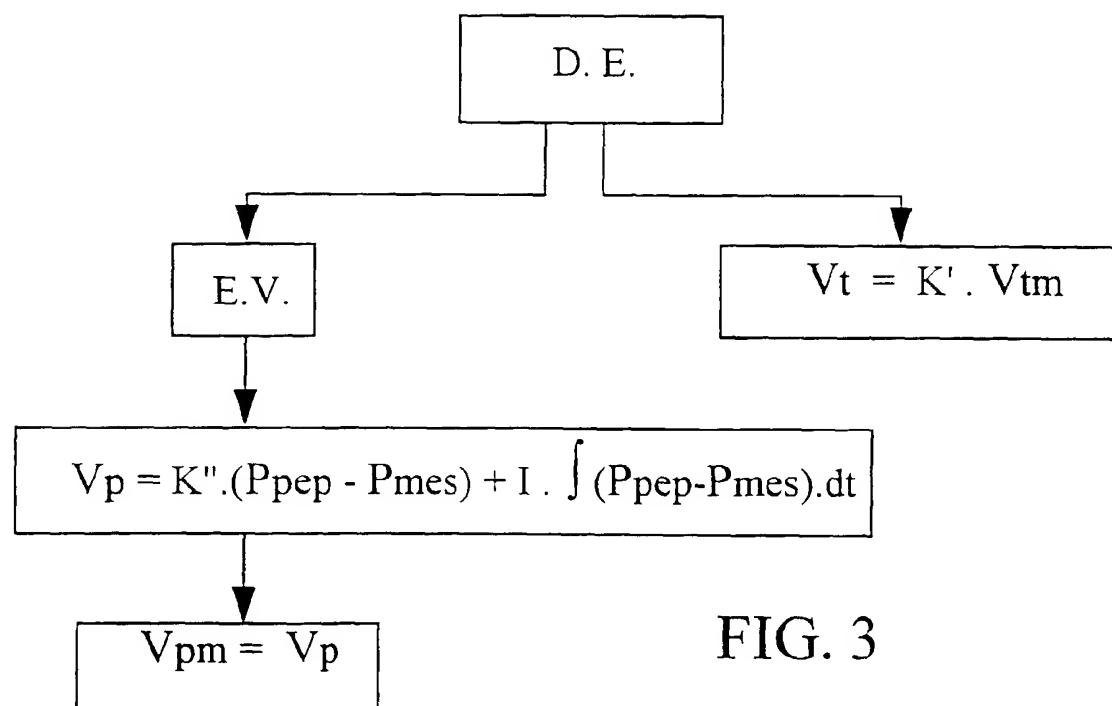 D. E.
E.V.
Vt = K' . Vtm
Vp = K".(Ppep - Pmes) + I . ∫ (Ppep-Pmes).dt
Vpm = Vp
FIG. 3